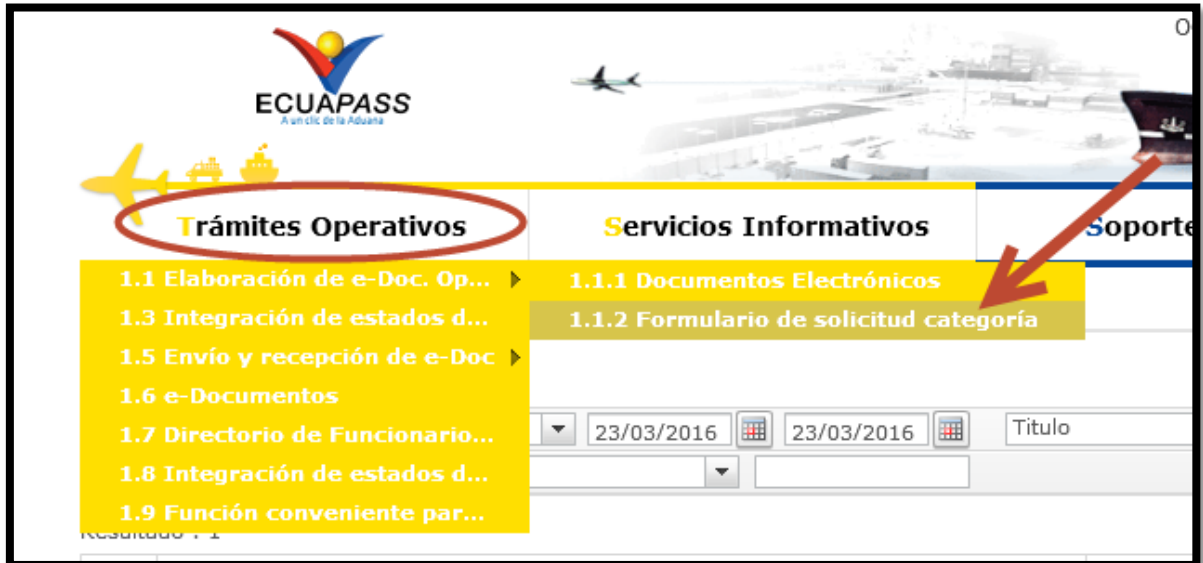 ECUAPASS
A un clic de la Aduana
Trámites Operativos
Servicios Informativos
Soporte
1.1 Elaboración de e-Doc. Op...
1.1.1 Documentos Electrónicos
1.3 Integración de estados d...
1.1.2 Formulario de solicitud categoría
1.5 Envío y recepción de e-Doc
1.6 e-Documentos
1.7 Directorio de Funcionario...
23/03/2016
23/03/2016
Titulo
1.8 Integración de estados d...
1.9 Función conveniente par...
Resultado : 1